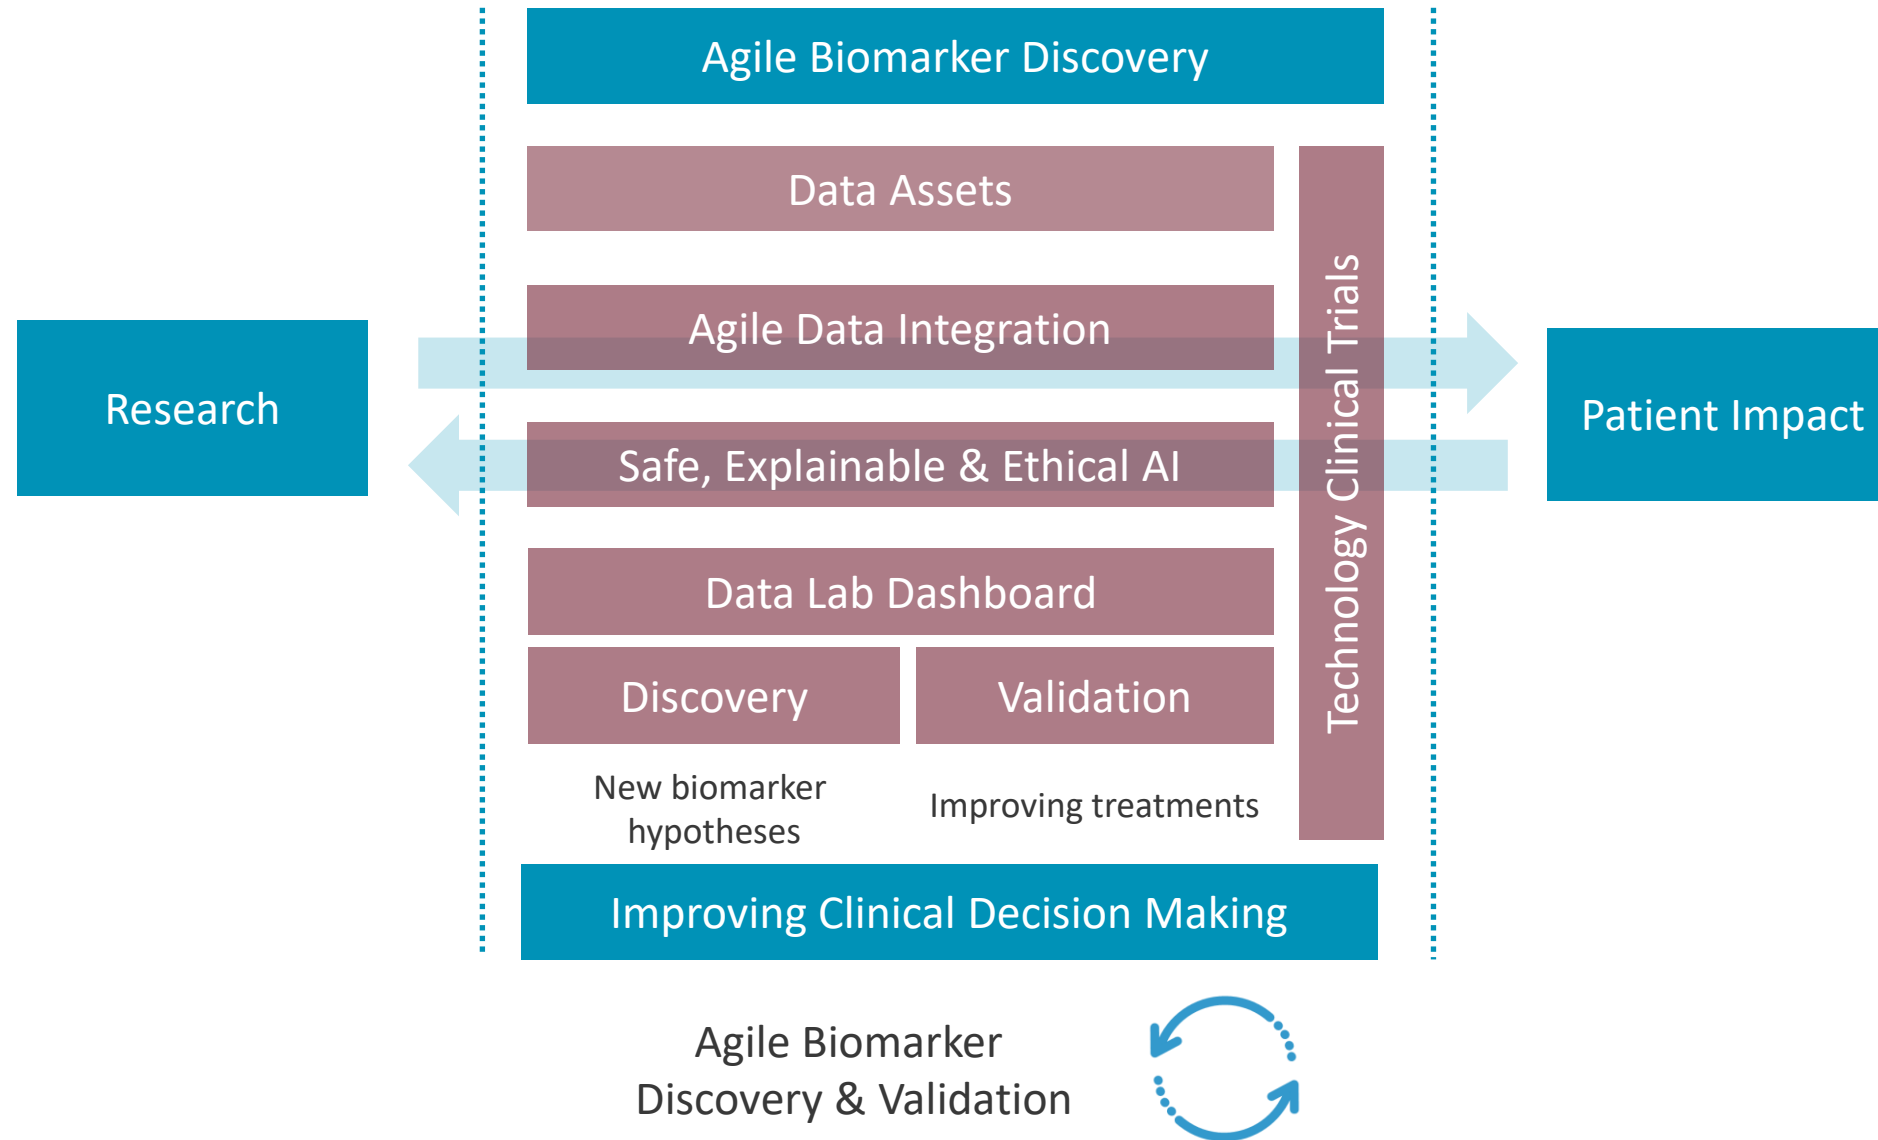 Agile Biomarker Discovery
Data Assets
Agile Data Integration
Research
Safe, Explainable & Ethical AI
Technology Clinical Trials
Patient Impact
Data Lab Dashboard
Discovery
Validation
New biomarker
hypotheses
Improving treatments
Improving Clinical Decision Making
Agile Biomarker
Discovery & Validation